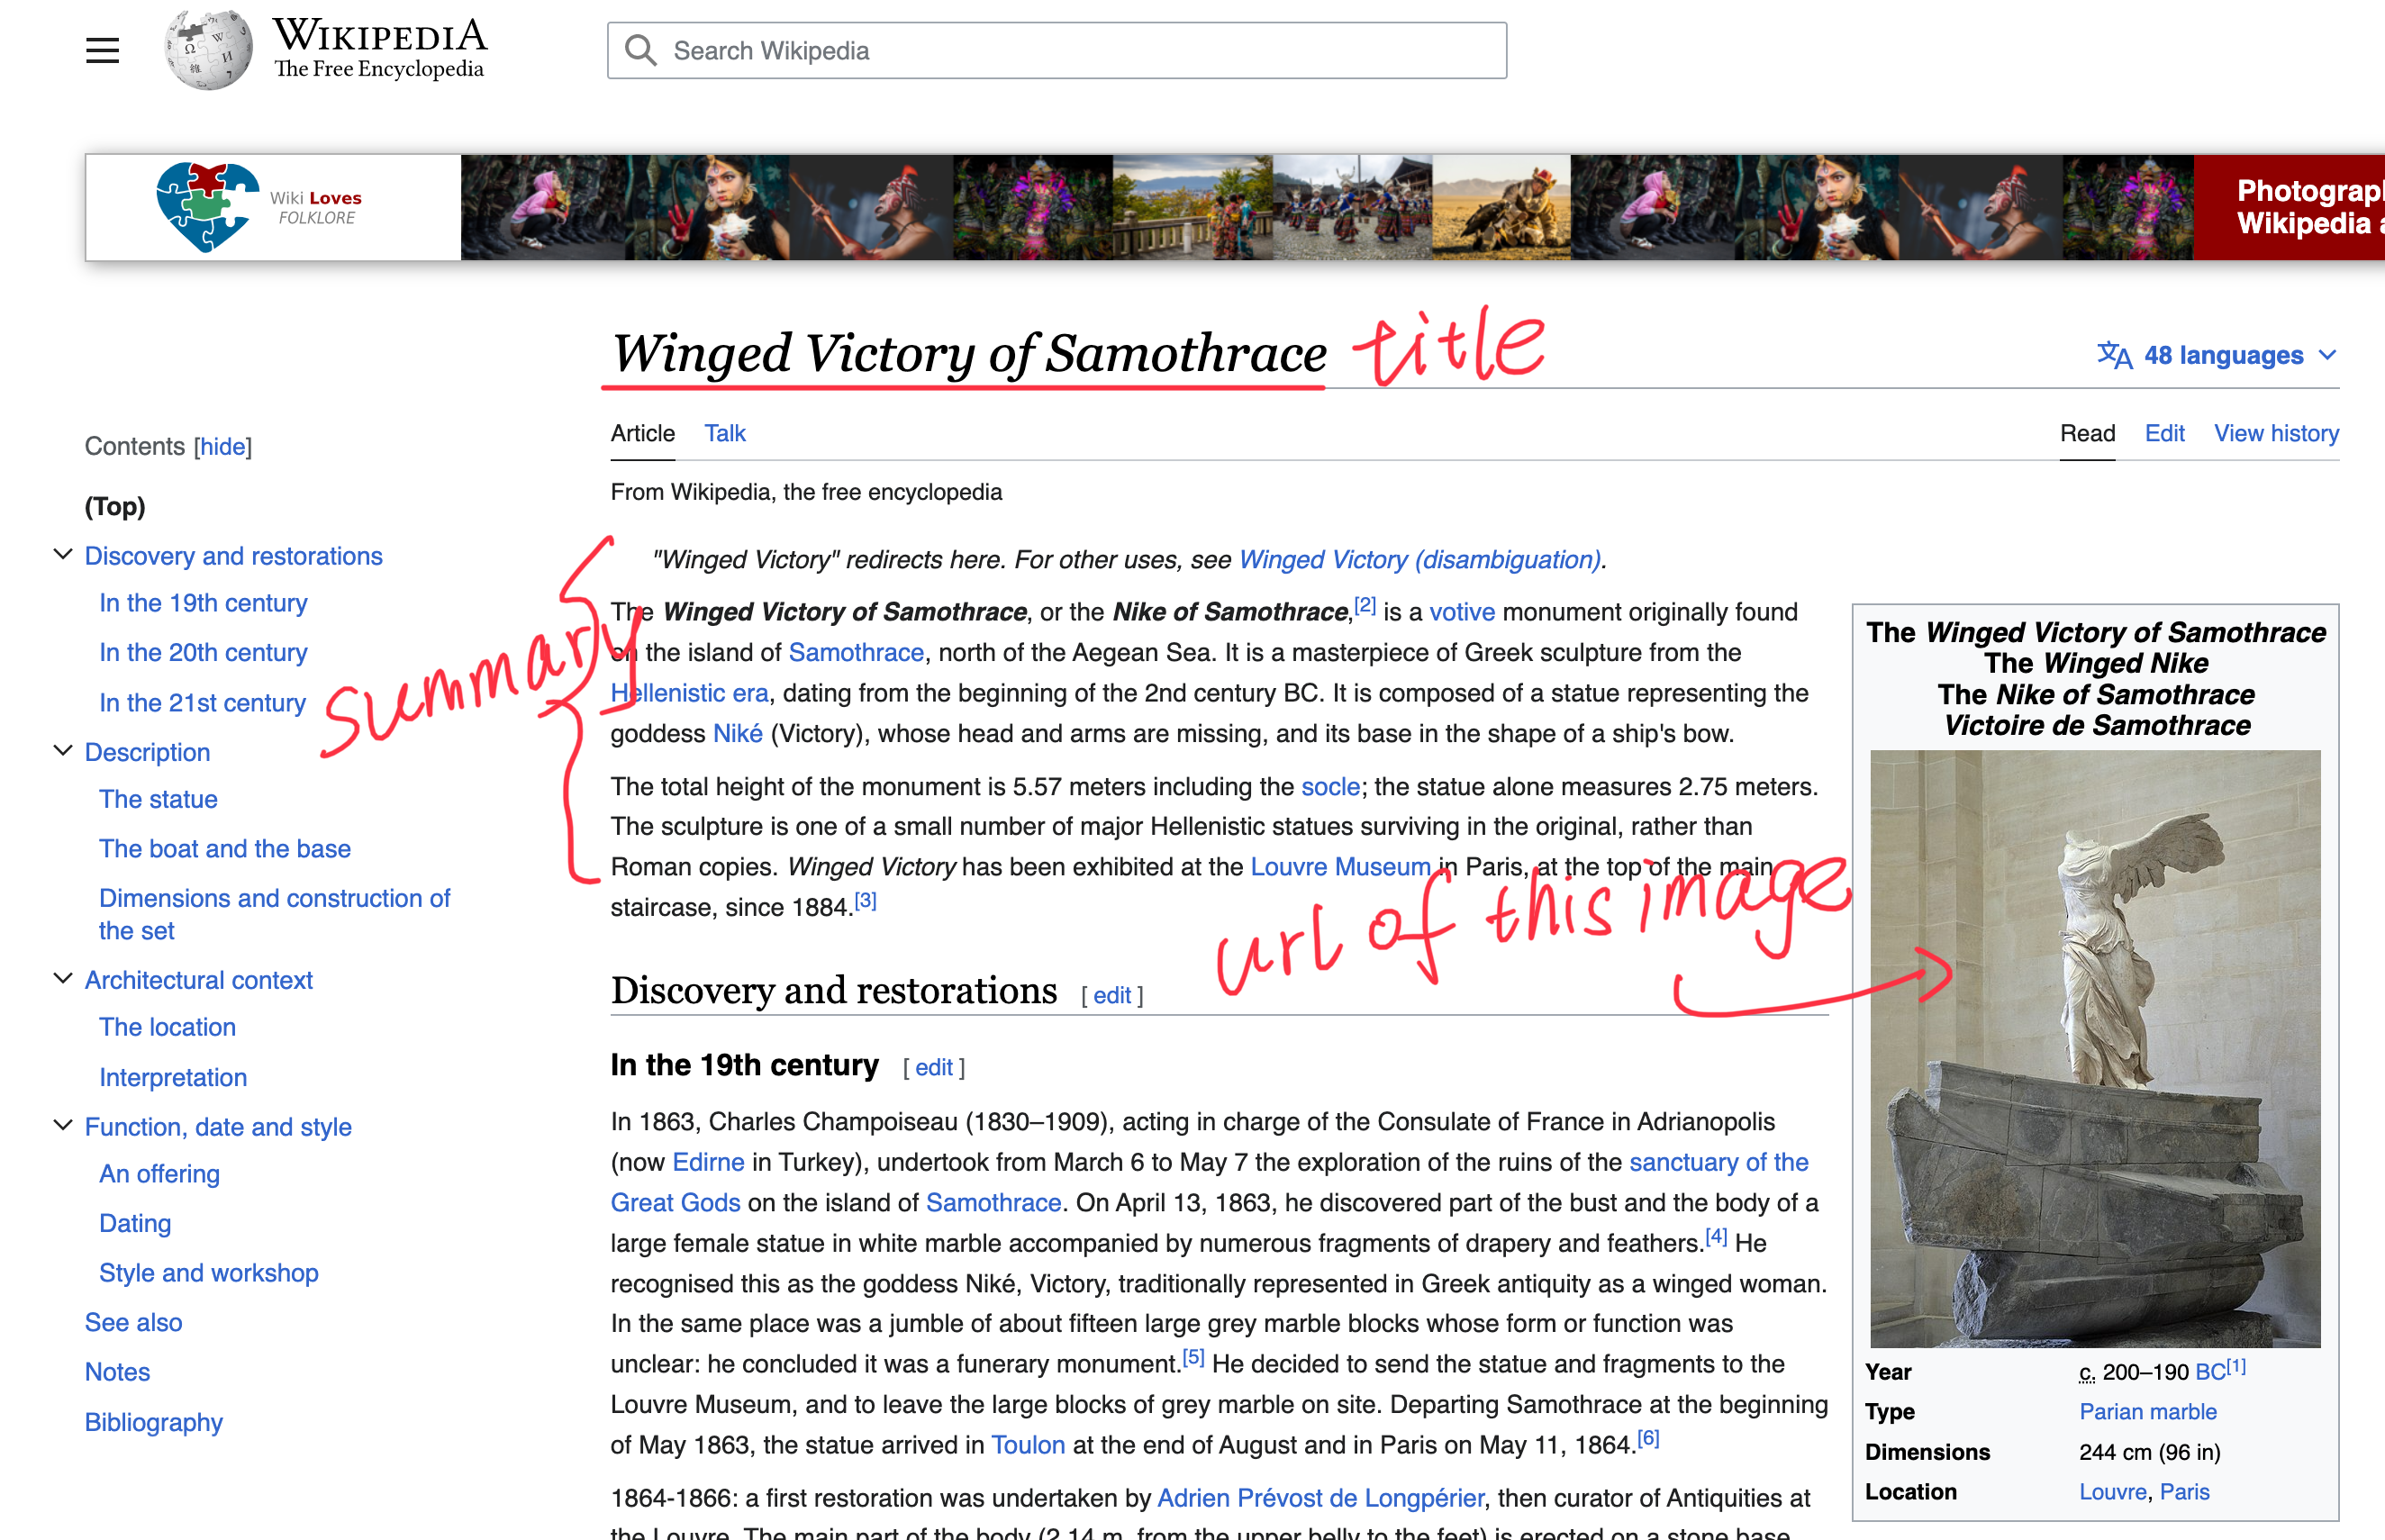 WIKIPEDIA
The Free Encyclopedia
Search Wikipedia
Wiki Loves
FOLKLORE
Photograp
Wikipedia a
Winged Victory of Samothrace
title
48 languages
Article Talk
Read Edit View history
From Wikipedia, the free encyclopedia
Contents [hide]
(Top)
Discovery and restorations
In the 19th century
In the 20th century
In the 21st century
Description
The statue
The boat and the base
Dimensions and construction of
the set
Architectural context
The location
Interpretation
Function, date and style
An offering
Dating
Style and workshop
See also
Notes
Bibliography
summary
"Winged Victory" redirects here. For other uses, see Winged Victory (disambiguation).
The Winged Victory of Samothrace, or the Nike of Samothrace,[2] is a votive monument originally found
on the island of Samothrace, north of the Aegean Sea. It is a masterpiece of Greek sculpture from the
Hellenistic era, dating from the beginning of the 2nd century BC. It is composed of a statue representing the
goddess Niké (Victory), whose head and arms are missing, and its base in the shape of a ship's bow.
The total height of the monument is 5.57 meters including the socle; the statue alone measures 2.75 meters.
The sculpture is one of a small number of major Hellenistic statues surviving in the original, rather than
Roman copies. Winged Victory has been exhibited at the Louvre Museum in Paris, at the top of the main
staircase, since 1884.[3]
url of this image
Discovery and restorations [ edit ]
In the 19th century [ edit ]
In 1863, Charles Champoiseau (1830–1909), acting in charge of the Consulate of France in Adrianopolis
(now Edirne in Turkey), undertook from March 6 to May 7 the exploration of the ruins of the sanctuary of the
Great Gods on the island of Samothrace. On April 13, 1863, he discovered part of the bust and the body of a
large female statue in white marble accompanied by numerous fragments of drapery and feathers.[4] He
recognised this as the goddess Niké, Victory, traditionally represented in Greek antiquity as a winged woman.
In the same place was a jumble of about fifteen large grey marble blocks whose form or function was
unclear: he concluded it was a funerary monument.[5] He decided to send the statue and fragments to the
Louvre Museum, and to leave the large blocks of grey marble on site. Departing Samothrace at the beginning
of May 1863, the statue arrived in Toulon at the end of August and in Paris on May 11, 1864.[6]
1864-1866: a first restoration was undertaken by Adrien Prévost de Longpérier, then curator of Antiquities at
the Louvre. The main part of the body (2.14 m, from the upper belly to the feet) is erected on a stone base
The Winged Victory of Samothrace
The Winged Nike
The Nike of Samothrace
Victoire de Samothrace
Year c. 200–190 BC[1]
Type Parian marble
Dimensions 244 cm (96 in)
Location Louvre, Paris